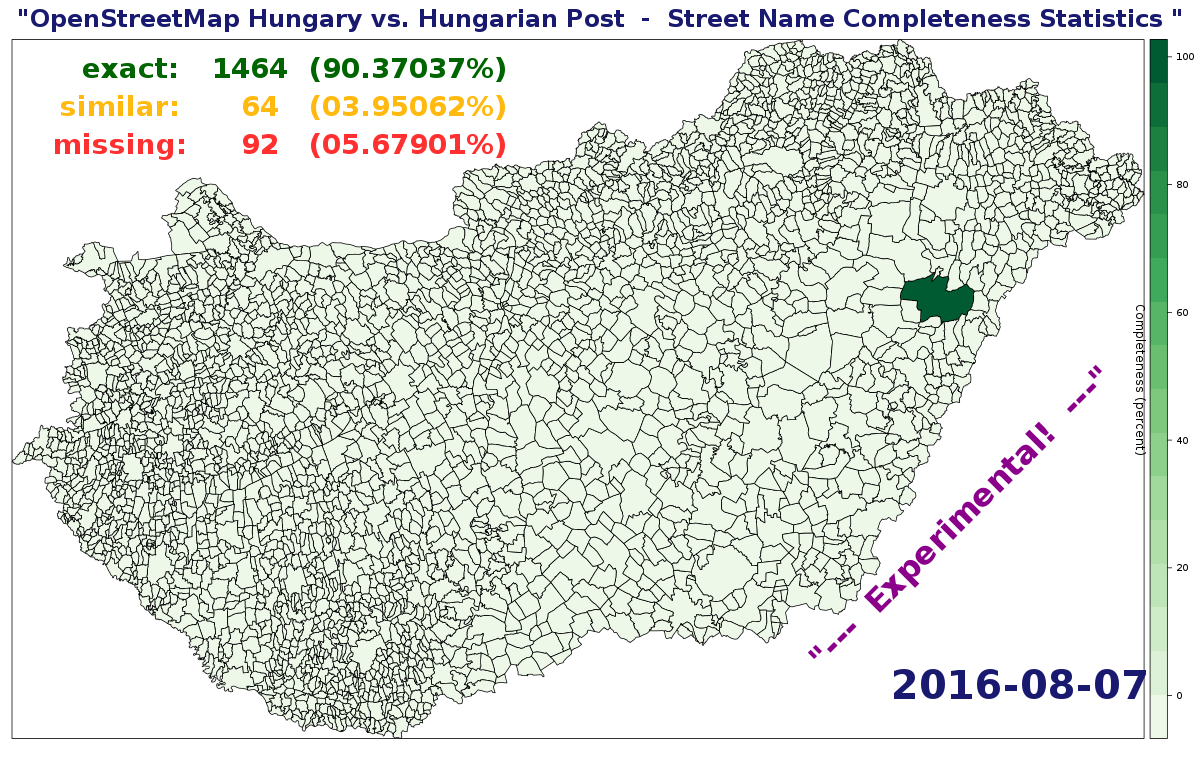 "OpenStreetMap Hungary vs. Hungarian Post  -  Street Name Completeness Statistics "
exact: 1464 (90.37037%)
similar: 64 (03.95062%)
missing: 92 (05.67901%)
100
80
60
40
20
0
Completeness (percent)
"--- Experimental! ---"
2016-08-07